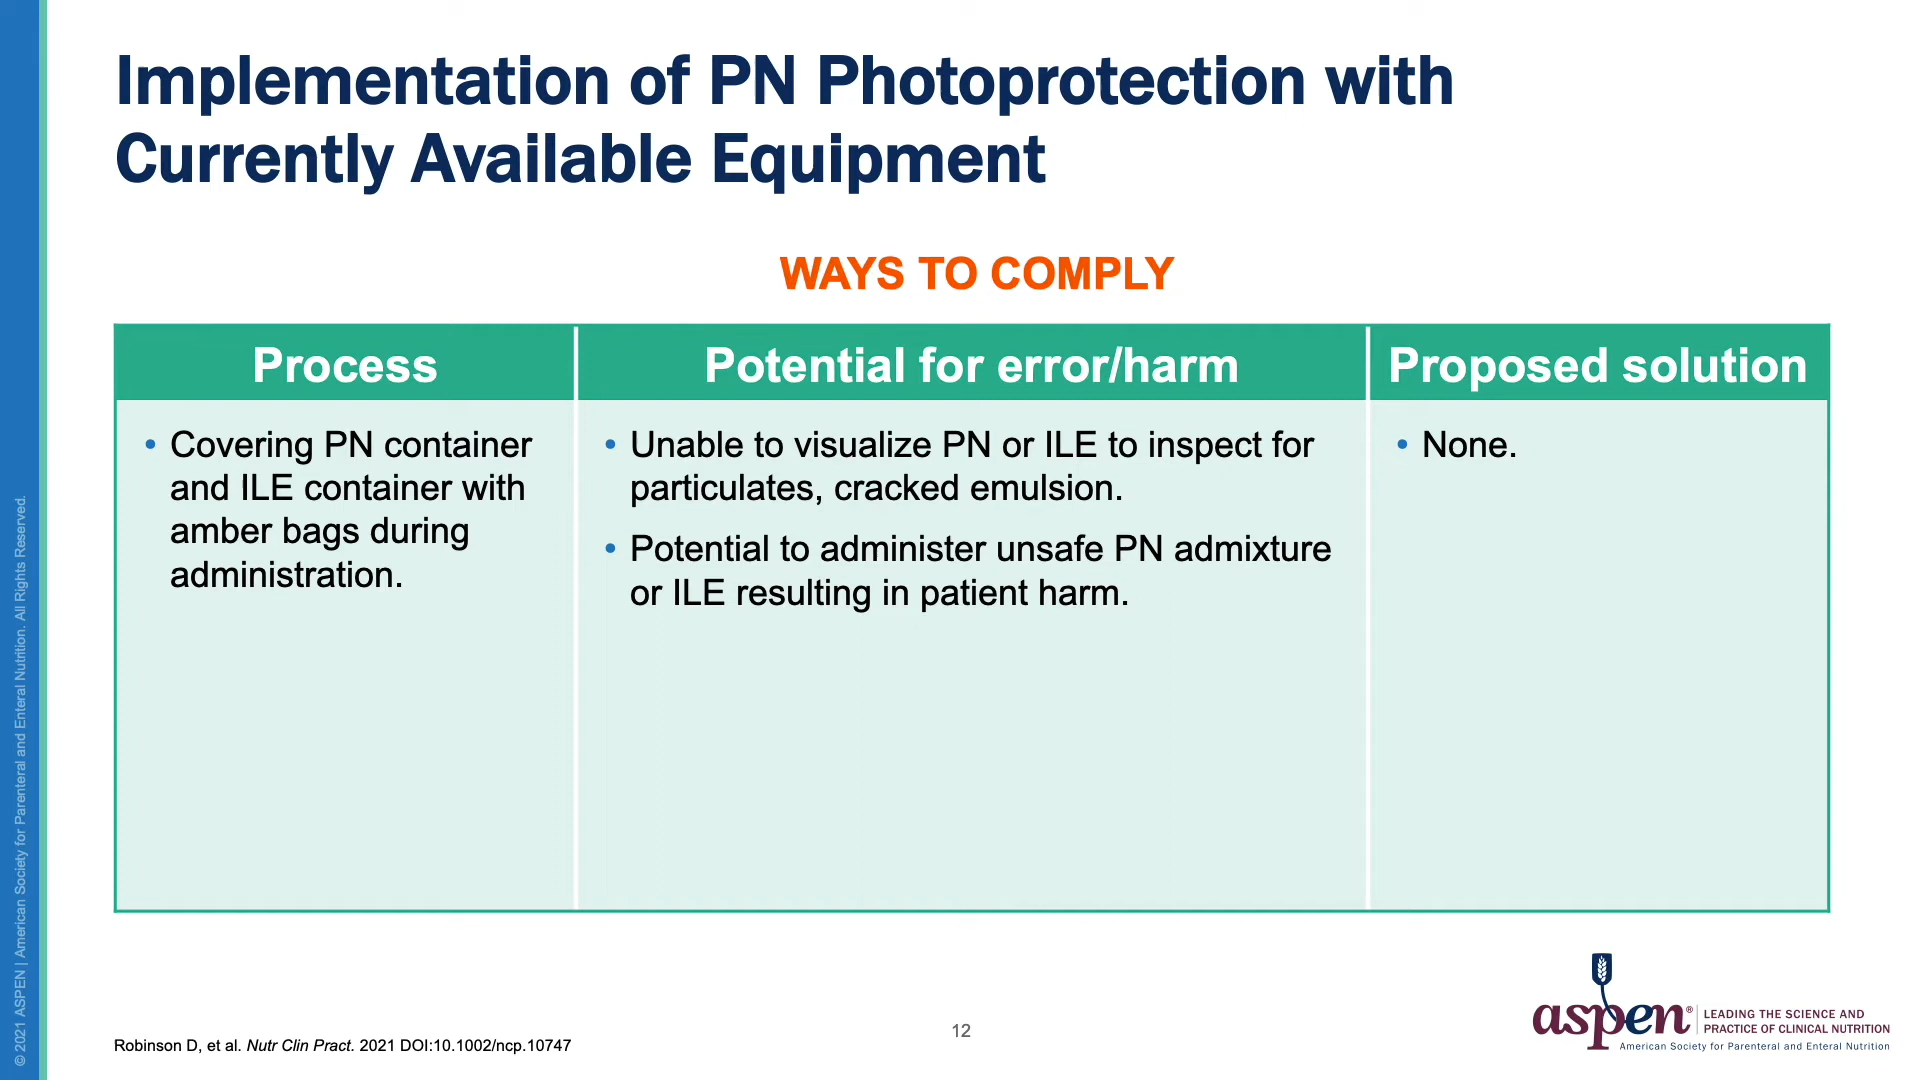 Implementation of PN Photoprotection with
Currently Available Equipment
WAYS TO COMPLY
Process
Potential for error/harm
Proposed solution
• Covering PN container
and ILE container with
amber bags during
administration.
• Unable to visualize PN or ILE to inspect for
particulates, cracked emulsion.
• Potential to administer unsafe PN admixture
or ILE resulting in patient harm.
• None.
© 2021 ASPEN | American Society for Parenteral and Enteral Nutrition. All Rights Reserved.
Robinson D, et al. Nutr Clin Pract. 2021 DOI:10.1002/ncp.10747
12
aspen®
LEADING THE SCIENCE AND
PRACTICE OF CLINICAL NUTRITION
American Society for Parenteral and Enteral Nutrition